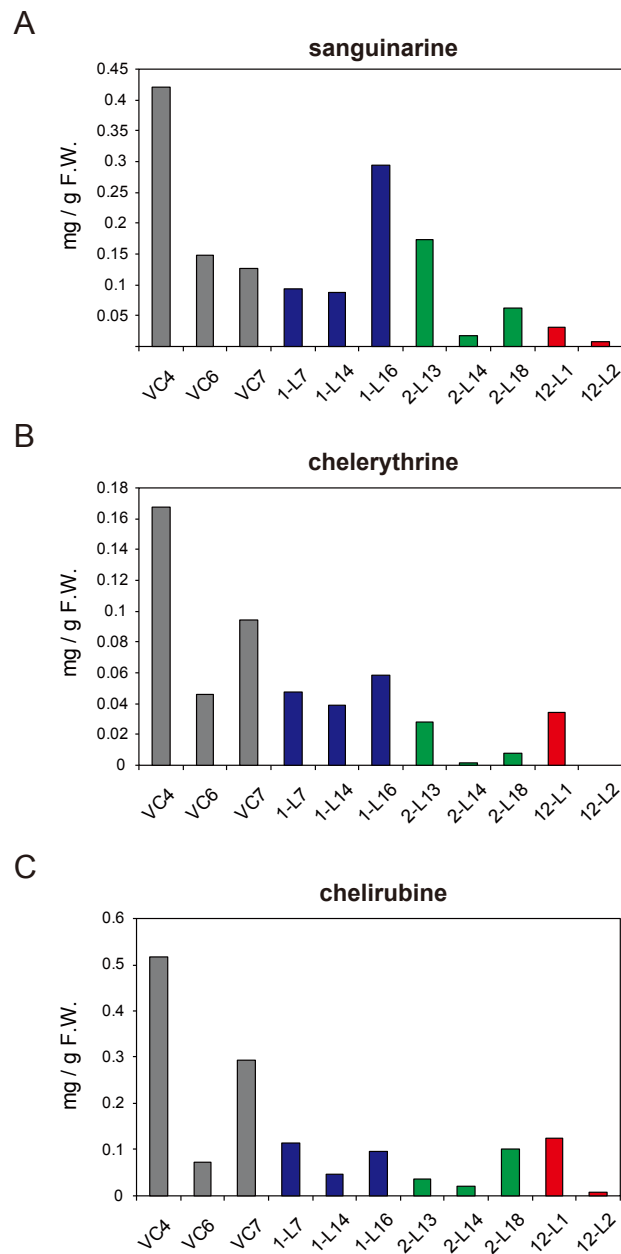 A
sanguinarine
mg / g F.W.
0.45
0.4
0.35
0.3
0.25
0.2
0.15
0.1
0.05
VC4 VC6 VC7 1-L7 1-L14 1-L16 2-L13 2-L14 2-L18 12-L1 12-L2
B
chelerythrine
mg / g F.W.
0.18
0.16
0.14
0.12
0.1
0.08
0.06
0.04
0.02
0
VC4 VC6 VC7 1-L7 1-L14 1-L16 2-L13 2-L14 2-L18 12-L1 12-L2
C
chelirubine
mg / g F.W.
0.6
0.5
0.4
0.3
0.2
0.1
0
VC4 VC6 VC7 1-L7 1-L14 1-L16 2-L13 2-L14 2-L18 12-L1 12-L2